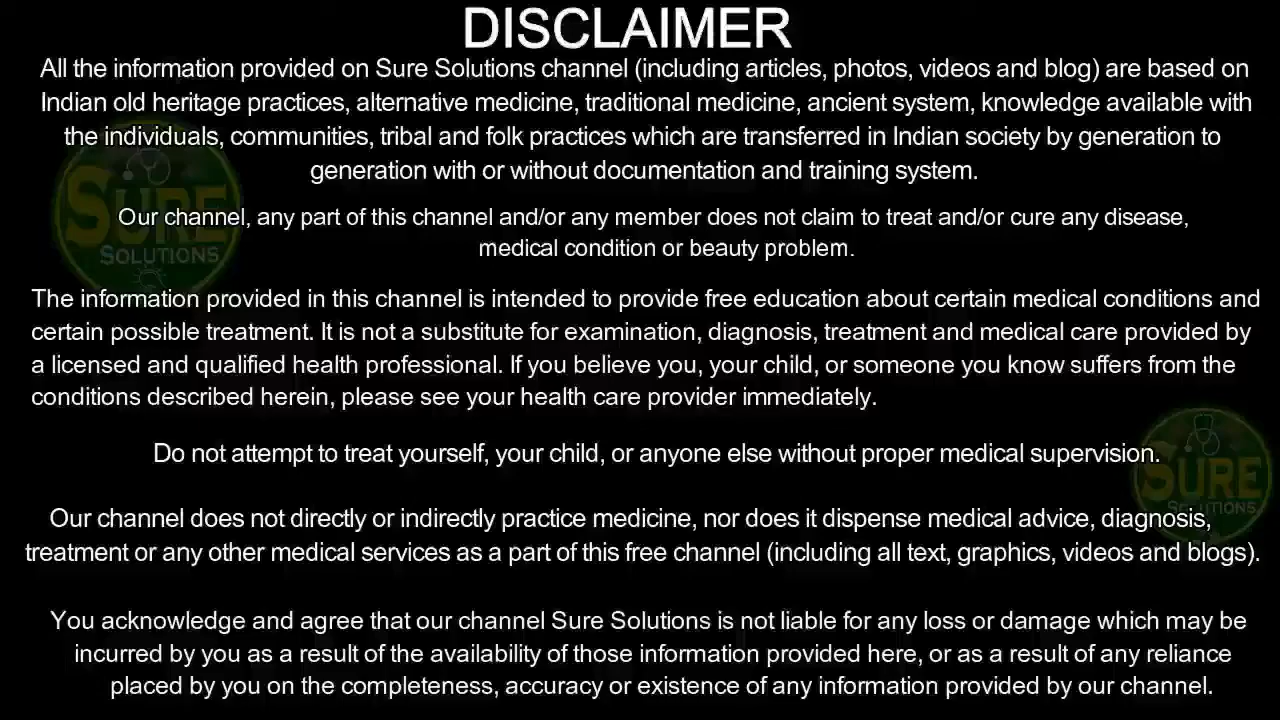 DISCLAIMER
All the information provided on Sure Solutions channel (including articles, photos, videos and blog) are based on
Indian old heritage practices, alternative medicine, traditional medicine, ancient system, knowledge available with
the individuals, communities, tribal and folk practices which are transferred in Indian society by generation to
generation with or without documentation and training system.
SURE
SOLUTIONS
Our channel, any part of this channel and/or any member does not claim to treat and/or cure any disease,
medical condition or beauty problem.
The information provided in this channel is intended to provide free education about certain medical conditions and
certain possible treatment. It is not a substitute for examination, diagnosis, treatment and medical care provided by
a licensed and qualified health professional. If you believe you, your child, or someone you know suffers from the
conditions described herein, please see your health care provider immediately.
Do not attempt to treat yourself, your child, or anyone else without proper medical supervision.
SURE
SOLUTIONS
Our channel does not directly or indirectly practice medicine, nor does it dispense medical advice, diagnosis,
treatment or any other medical services as a part of this free channel (including all text, graphics, videos and blogs).
You acknowledge and agree that our channel Sure Solutions is not liable for any loss or damage which may be
incurred by you as a result of the availability of those information provided here, or as a result of any reliance
placed by you on the completeness, accuracy or existence of any information provided by our channel.